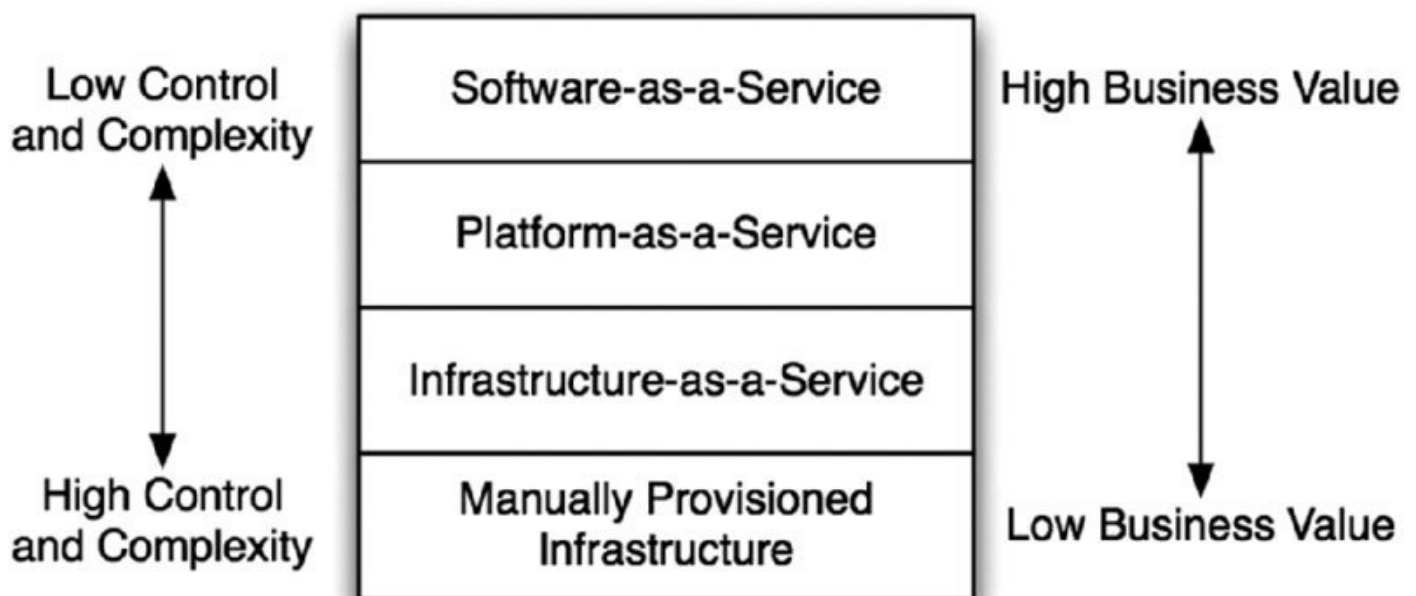 Low Control
and Complexity
Software-as-a-Service
High Business Value
Platform-as-a-Service
Infrastructure-as-a-Service
High Control
and Complexity
Manually Provisioned
Infrastructure
Low Business Value